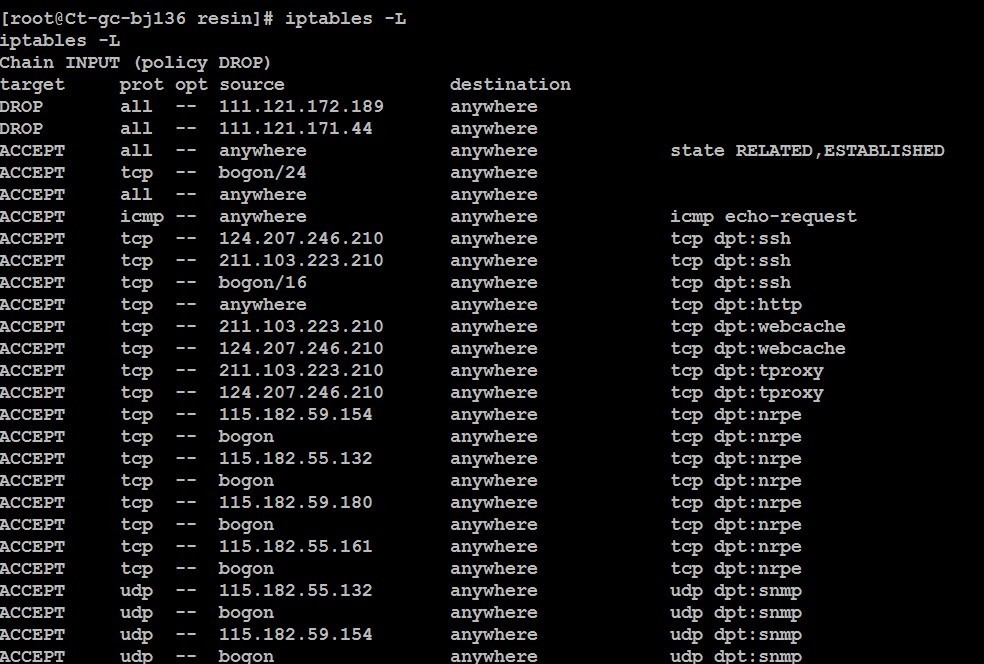 [root@Ct-gc-bj136 resin]# iptables -L
iptables -L
Chain INPUT (policy DROP)
target     prot opt source               destination
DROP       all  --  111.121.172.189      anywhere
DROP       all  --  111.121.171.44       anywhere
ACCEPT     all  --  anywhere             anywhere            state RELATED,ESTABLISHED
ACCEPT     tcp  --  bogon/24             anywhere
ACCEPT     all  --  anywhere             anywhere
ACCEPT     icmp --  anywhere             anywhere            icmp echo-request
ACCEPT     tcp  --  124.207.246.210      anywhere            tcp dpt:ssh
ACCEPT     tcp  --  211.103.223.210      anywhere            tcp dpt:ssh
ACCEPT     tcp  --  bogon/16             anywhere            tcp dpt:ssh
ACCEPT     tcp  --  anywhere             anywhere            tcp dpt:http
ACCEPT     tcp  --  211.103.223.210      anywhere            tcp dpt:webcache
ACCEPT     tcp  --  124.207.246.210      anywhere            tcp dpt:webcache
ACCEPT     tcp  --  211.103.223.210      anywhere            tcp dpt:tproxy
ACCEPT     tcp  --  124.207.246.210      anywhere            tcp dpt:tproxy
ACCEPT     tcp  --  115.182.59.154       anywhere            tcp dpt:nrpe
ACCEPT     tcp  --  bogon                anywhere            tcp dpt:nrpe
ACCEPT     tcp  --  115.182.55.132       anywhere            tcp dpt:nrpe
ACCEPT     tcp  --  bogon                anywhere            tcp dpt:nrpe
ACCEPT     tcp  --  115.182.59.180       anywhere            tcp dpt:nrpe
ACCEPT     tcp  --  bogon                anywhere            tcp dpt:nrpe
ACCEPT     tcp  --  115.182.55.161       anywhere            tcp dpt:nrpe
ACCEPT     tcp  --  bogon                anywhere            tcp dpt:nrpe
ACCEPT     udp  --  115.182.55.132       anywhere            udp dpt:snmp
ACCEPT     udp  --  bogon                anywhere            udp dpt:snmp
ACCEPT     udp  --  115.182.59.154       anywhere            udp dpt:snmp
ACCEPT     udp  --  bogon                anywhere            udp dpt:snmp